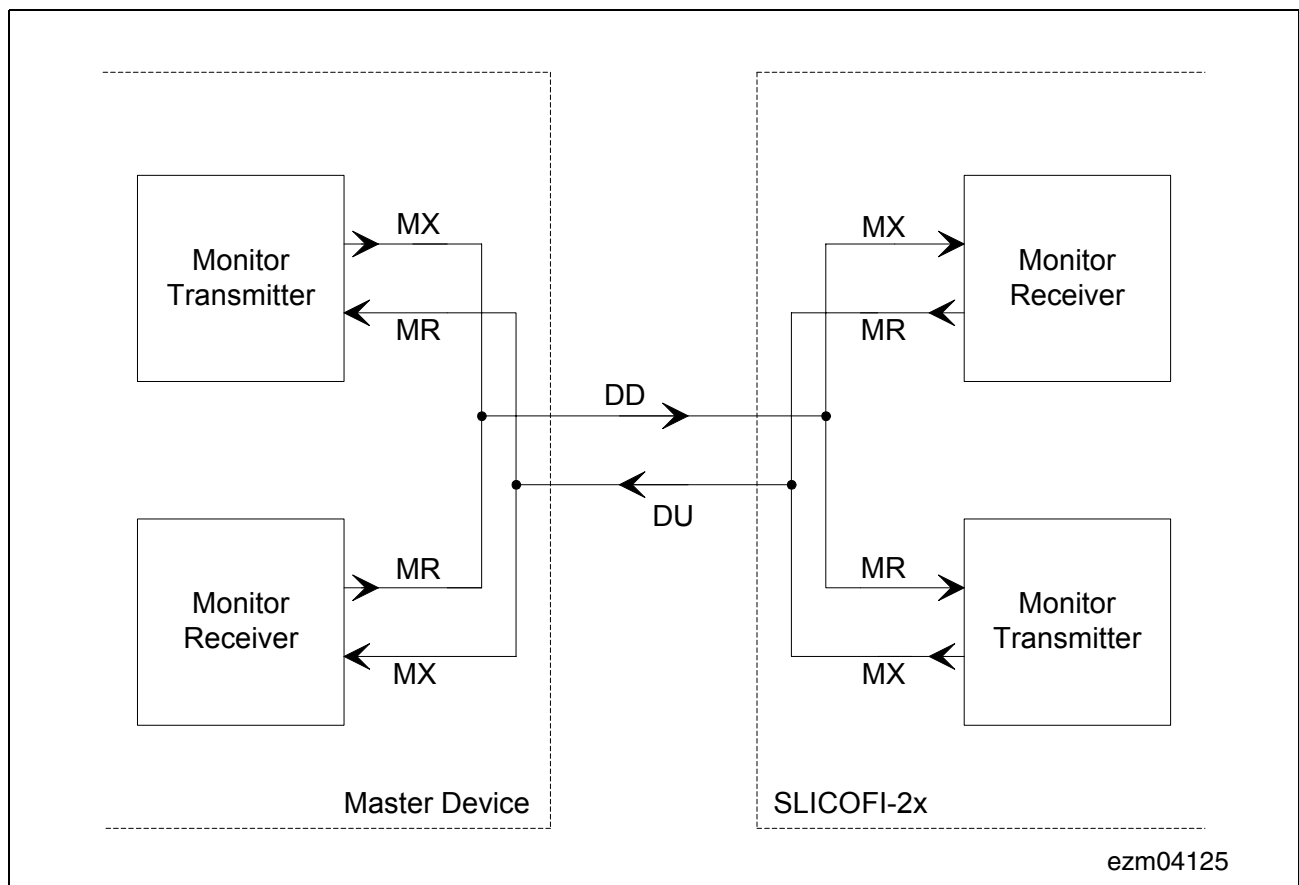 MX
MX
Monitor
Transmitter
Monitor
Receiver
MR
MR
DD
DU
MR
MR
Monitor
Receiver
Monitor
Transmitter
MX
MX
Master Device
SLICOFI-2x
ezm04125